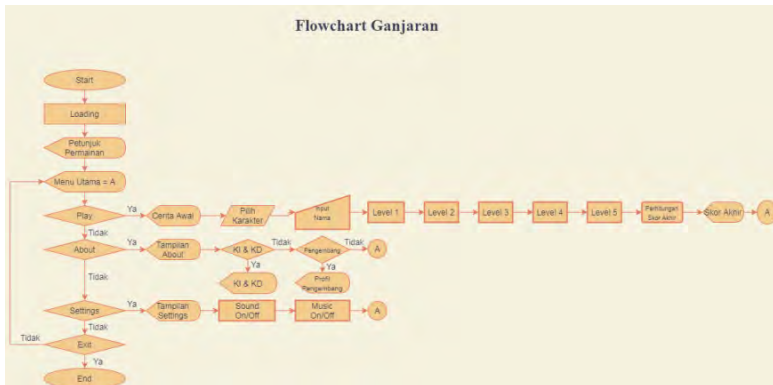 Flowchart Ganjaran
Start
Loading
Petunjuk
Permainan
Menu Utama = A
Play
Ya
Cerita Awal
Pilih
Karakter
Input
Nama
Level 1
Level 2
Level 3
Level 4
Level 5
Perhitungan
Skor Akhir
Skor Akhir
A
Tidak
About
Ya
Tampilan
About'
KI & KD
Tidak
Pengembang
Tidak
A
Ya
Ya
KI & KD
Profil
Pengembang
Tidak
Settings
Ya
Tampilan
Settings
Sound
On/Off
Music
On/Off
A
Tidak
Tidak
Exit
Ya
End